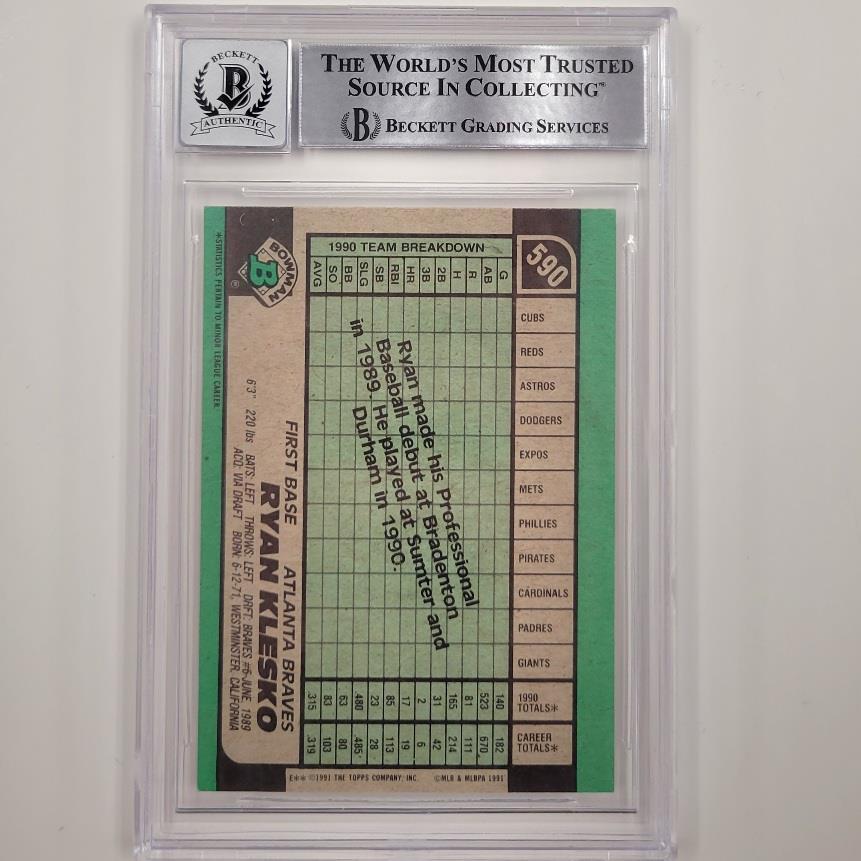 BECKETT
B
AUTHENTIC
THE WORLD'S MOST TRUSTED
SOURCE IN COLLECTING™
B BECKETT GRADING SERVICES
590
1990 TEAM BREAKDOWN
G AB R H 2B 3B HR RBI SB SLG BB SO AVG
CUBS
REDS
ASTROS
DODGERS
EXPOS
METS
PHILLIES
PIRATES
CARDINALS
PADRES
GIANTS
1990 TOTALS* 140 523 81 165 31 2 17 85 23 .480 63 83 .315
CAREER TOTALS* 182 670 111 214 42 6 19 113 28 .485 80 103 .319
Ryan made his Professional
Baseball debut at Bradenton
in 1989. He played at Sumter and
Durham in 1990.
BOWMAN
B
®
FIRST BASE ATLANTA BRAVES
RYAN KLESKO
6'3" 220 lbs BATS: LEFT THROWS: LEFT DRFT: BRAVES #6-JUNE, 1989
ACQ: VIA DRAFT BORN: 6-12-71, WESTMINSTER, CALIFORNIA
*STATISTICS PERTAIN TO MINOR LEAGUE CAREER
E** ©1991 THE TOPPS COMPANY, INC. ©MLB & MLBPA 1991